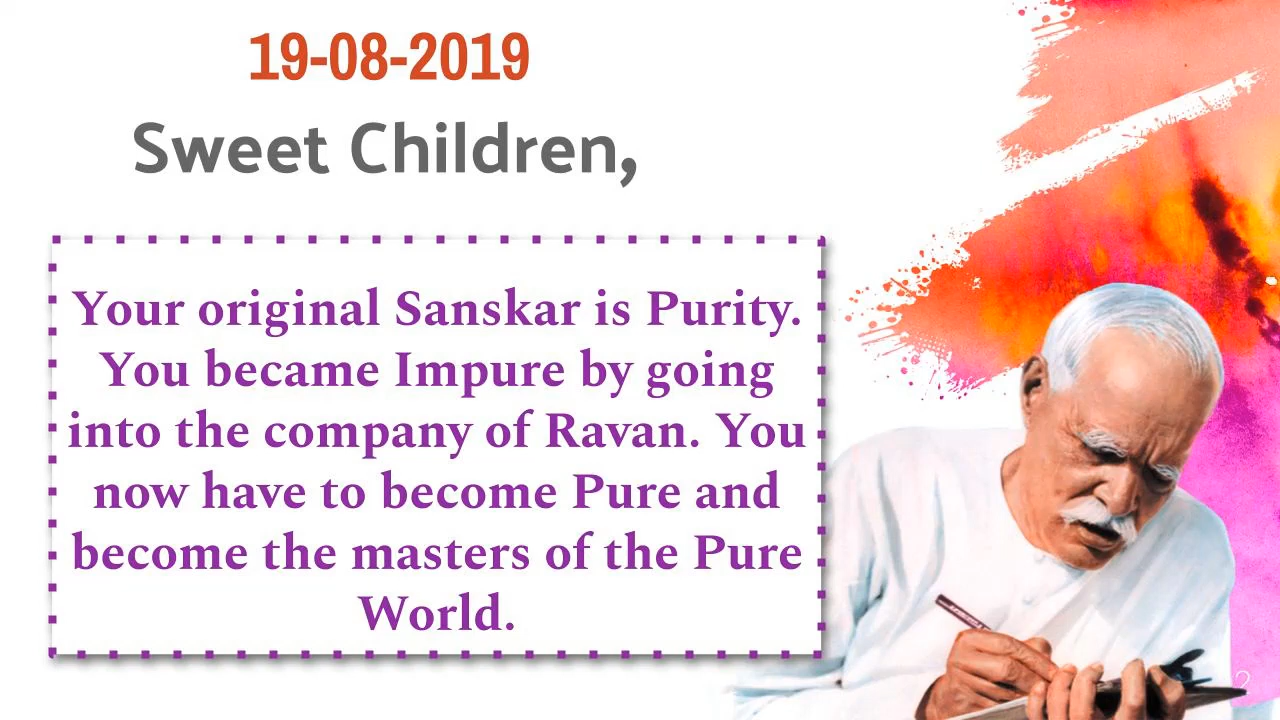 19-08-2019
Sweet Children,
Your original Sanskar is Purity.
You became Impure by going
into the company of Ravan. You
now have to become Pure and
become the masters of the Pure
World.
2